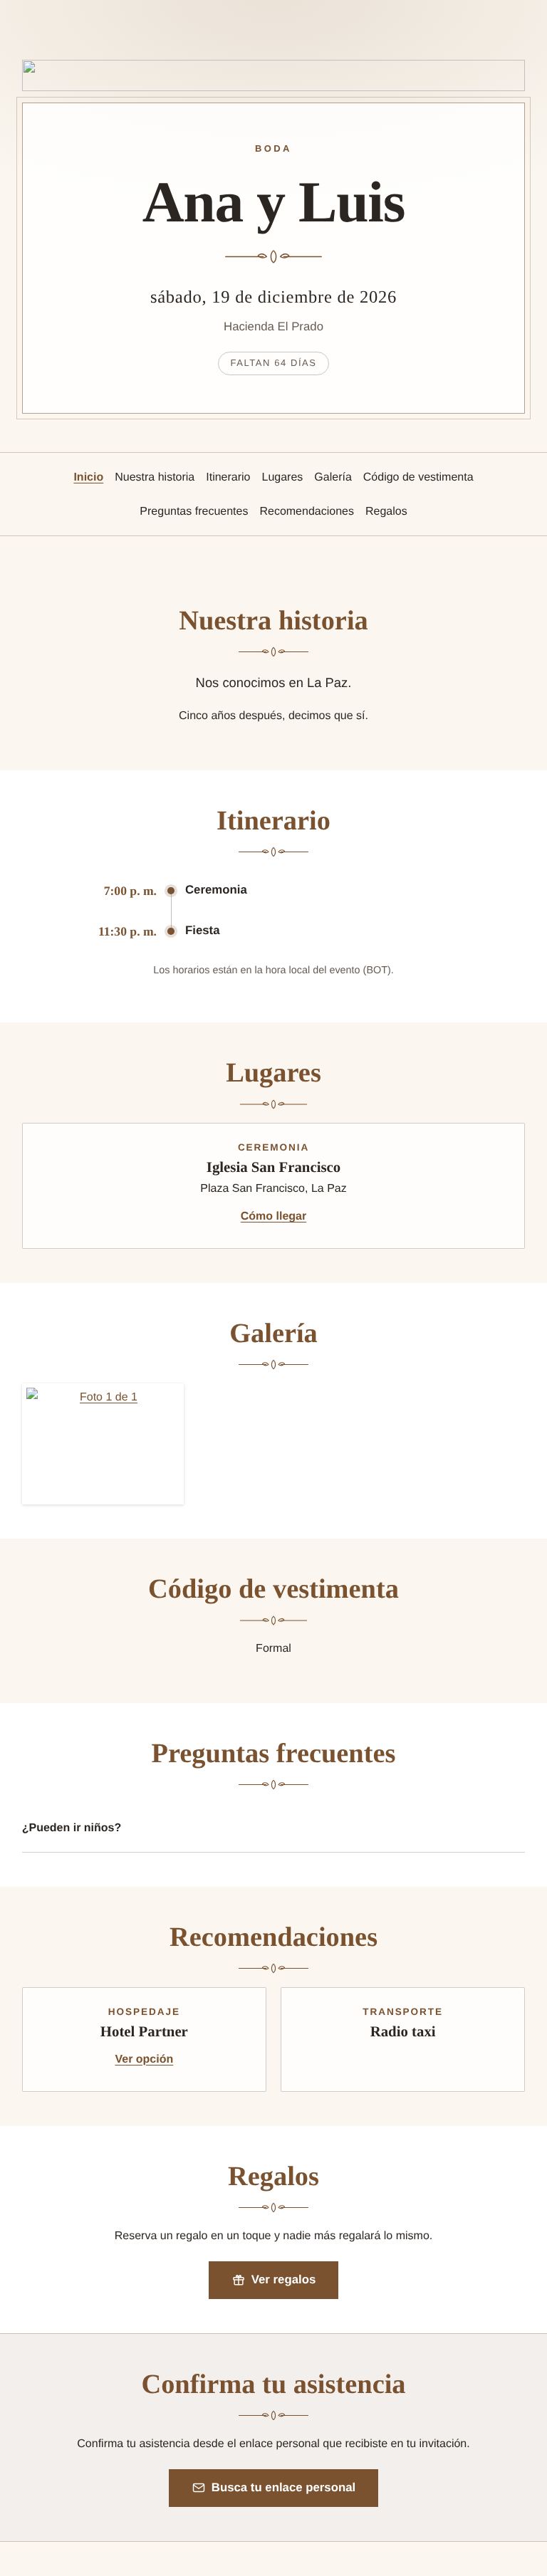 BODA
Ana y Luis
sábado, 19 de diciembre de 2026
Hacienda El Prado
FALTAN 64 DÍAS
Inicio Nuestra historia Itinerario Lugares Galería Código de vestimenta
Preguntas frecuentes Recomendaciones Regalos
Nuestra historia
Nos conocimos en La Paz.
Cinco años después, decimos que sí.
Itinerario
7:00 p. m. Ceremonia
11:30 p. m. Fiesta
Los horarios están en la hora local del evento (BOT).
Lugares
CEREMONIA
Iglesia San Francisco
Plaza San Francisco, La Paz
Cómo llegar
Galería
Foto 1 de 1
Código de vestimenta
Formal
Preguntas frecuentes
¿Pueden ir niños?
Recomendaciones
HOSPEDAJE
Hotel Partner
Ver opción
TRANSPORTE
Radio taxi
Regalos
Reserva un regalo en un toque y nadie más regalará lo mismo.
Ver regalos
Confirma tu asistencia
Confirma tu asistencia desde el enlace personal que recibiste en tu invitación.
Busca tu enlace personal